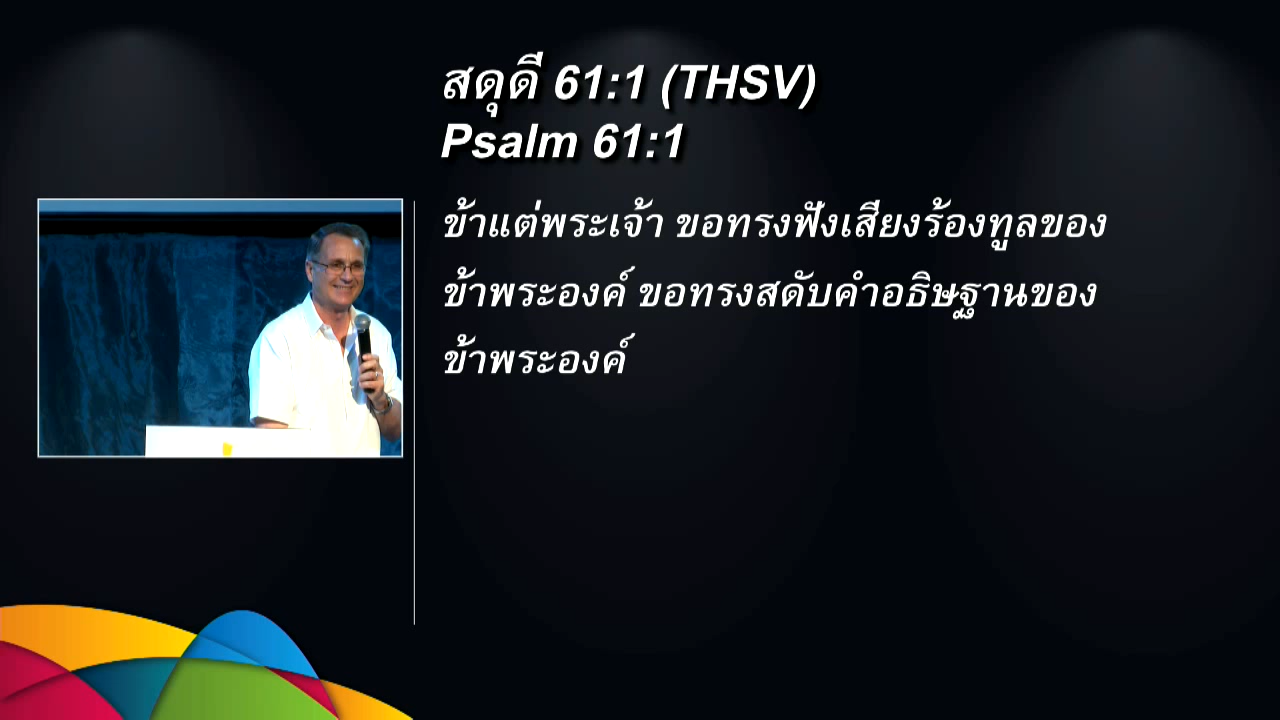 สดุดี 61:1 (THSV)
Psalm 61:1
ข้าแต่พระเจ้า ขอทรงฟังเสียงร้องทูลของ
ข้าพระองค์ ขอทรงสดับคำอธิษฐานของ
ข้าพระองค์